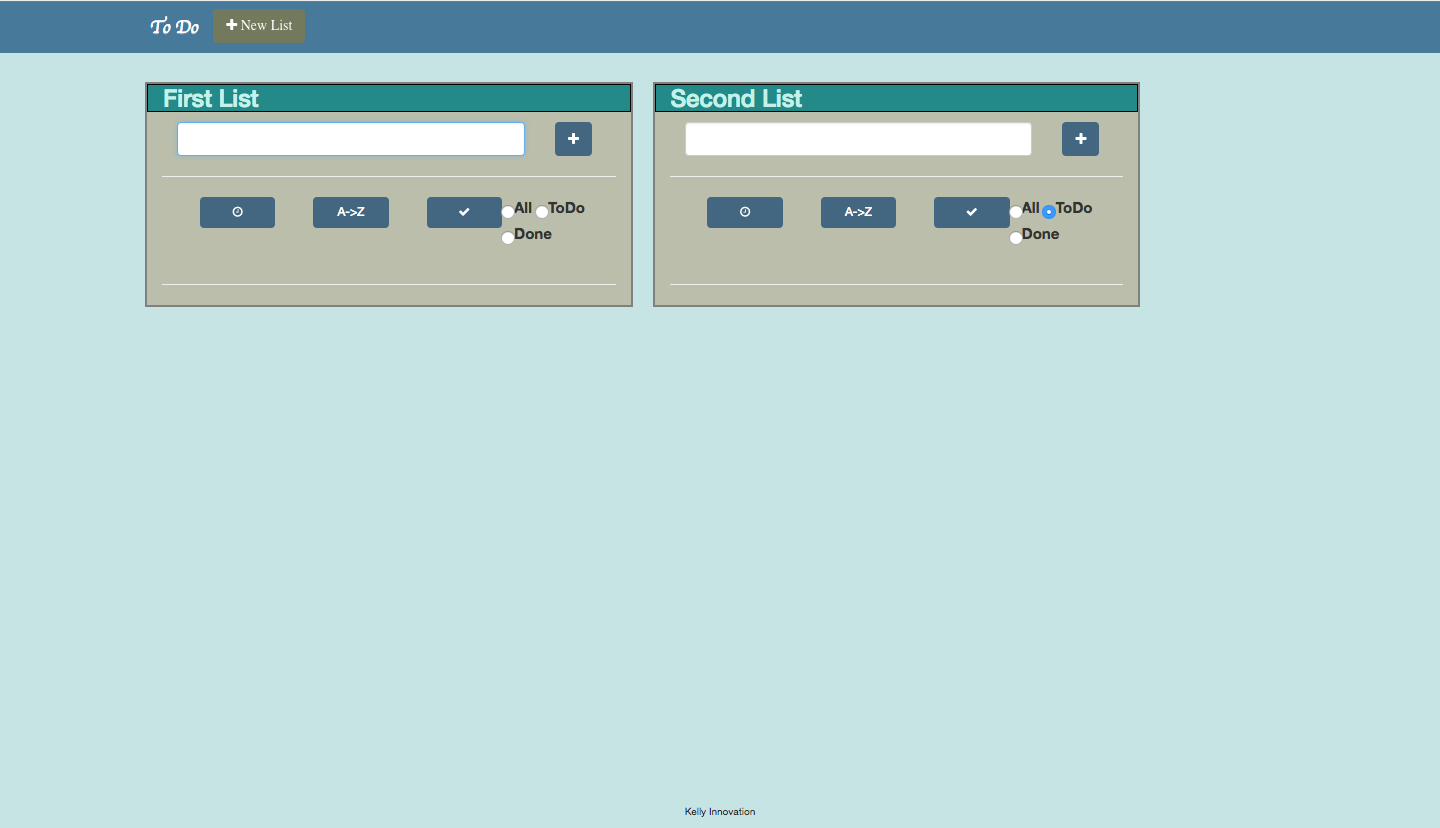 To Do
New List
First List
Second List
A->Z
All
ToDo
Done
A->Z
All
ToDo
Done
Kelly Innovation